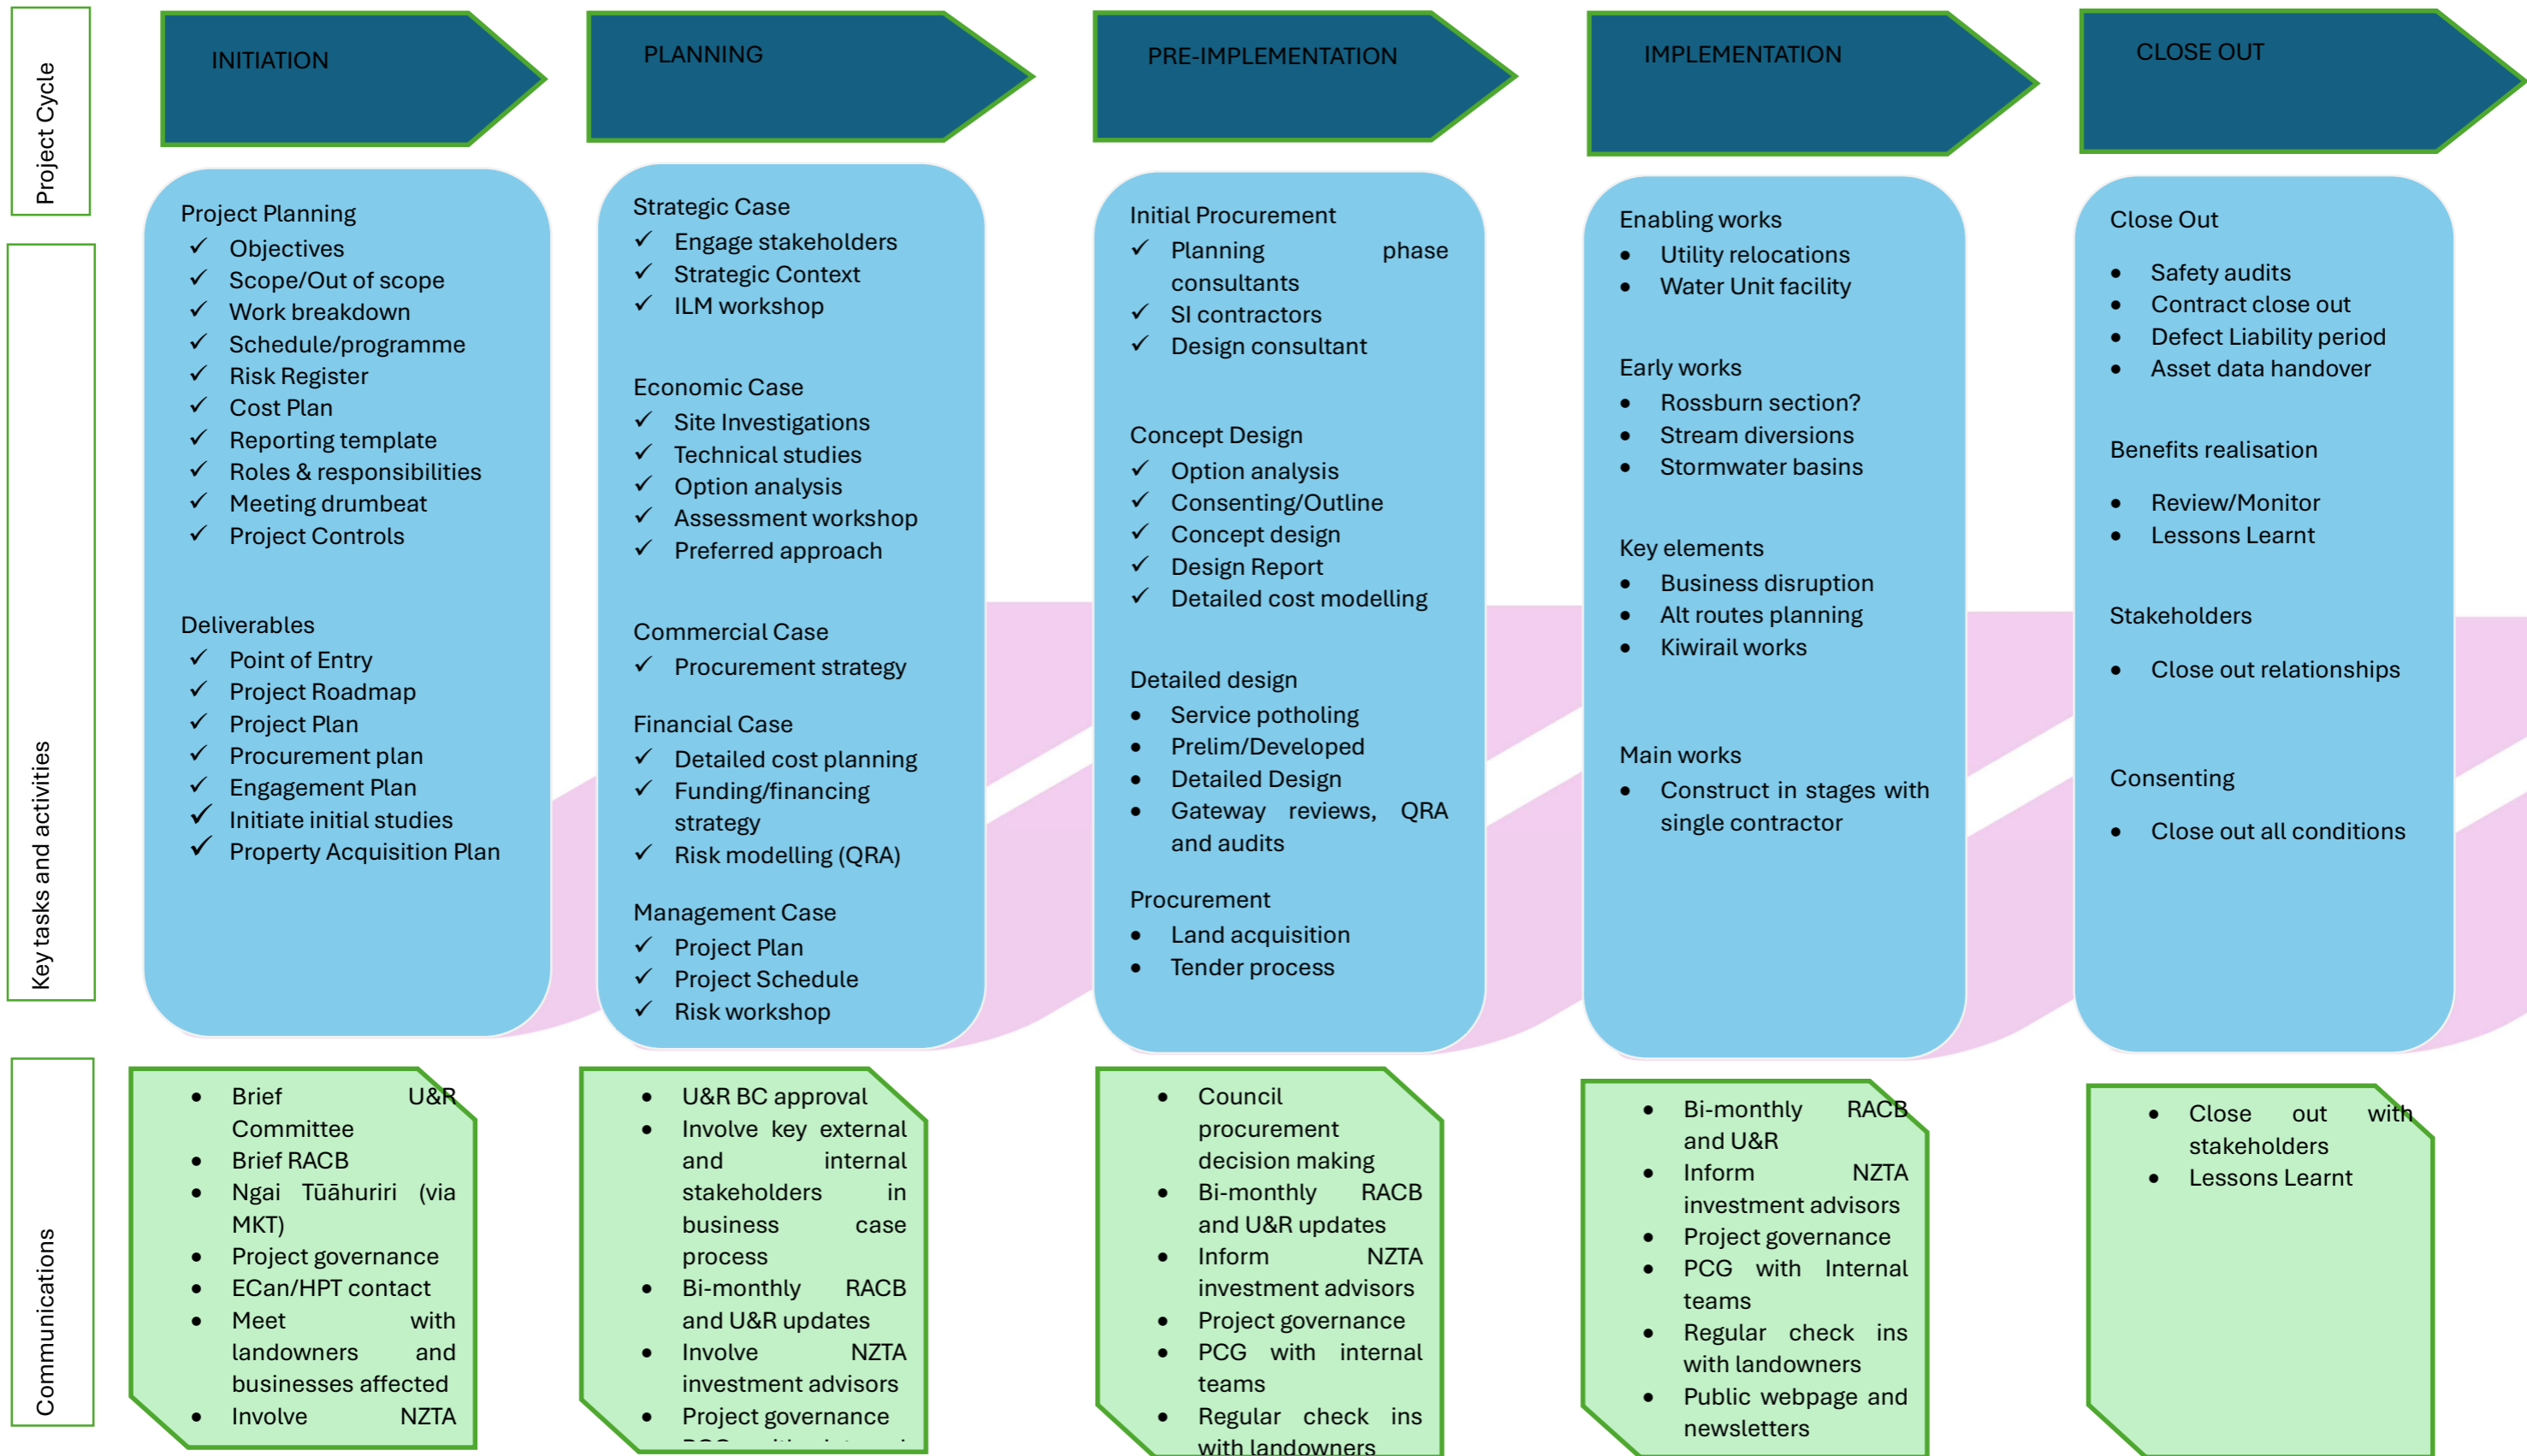 Project Cycle
INITIATION
PLANNING
PRE-IMPLEMENTATION
IMPLEMENTATION
CLOSE OUT
Key tasks and activities
Project Planning
✓ Objectives
✓ Scope/Out of scope
✓ Work breakdown
✓ Schedule/programme
✓ Risk Register
✓ Cost Plan
✓ Reporting template
✓ Roles & responsibilities
✓ Meeting drumbeat
✓ Project Controls
Deliverables
✓ Point of Entry
✓ Project Roadmap
✓ Project Plan
✓ Procurement plan
✓ Engagement Plan
✓ Initiate initial studies
✓ Property Acquisition Plan
Strategic Case
✓ Engage stakeholders
✓ Strategic Context
✓ ILM workshop
Economic Case
✓ Site Investigations
✓ Technical studies
✓ Option analysis
✓ Assessment workshop
✓ Preferred approach
Commercial Case
✓ Procurement strategy
Financial Case
✓ Detailed cost planning
✓ Funding/financing
strategy
✓ Risk modelling (QRA)
Management Case
✓ Project Plan
✓ Project Schedule
✓ Risk workshop
Initial Procurement
✓ Planning phase
consultants
✓ SI contractors
✓ Design consultant
Concept Design
✓ Option analysis
✓ Consenting/Outline
✓ Concept design
✓ Design Report
✓ Detailed cost modelling
Detailed design
• Service potholing
• Prelim/Developed
• Detailed Design
• Gateway reviews, QRA
and audits
Procurement
• Land acquisition
• Tender process
Enabling works
• Utility relocations
• Water Unit facility
Early works
• Rossburn section?
• Stream diversions
• Stormwater basins
Key elements
• Business disruption
• Alt routes planning
• Kiwirail works
Main works
• Construct in stages with
single contractor
Close Out
• Safety audits
• Contract close out
• Defect Liability period
• Asset data handover
Benefits realisation
• Review/Monitor
• Lessons Learnt
Stakeholders
• Close out relationships
Consenting
• Close out all conditions
Communications
• Brief U&R
Committee
• Brief RACB
• Ngai Tūāhuriri (via
MKT)
• Project governance
• ECan/HPT contact
• Meet with
landowners and
businesses affected
• Involve NZTA
• U&R BC approval
• Involve key external
and internal
stakeholders in
business case
process
• Bi-monthly RACB
and U&R updates
• Involve NZTA
investment advisors
• Project governance
• Council
procurement
decision making
• Bi-monthly RACB
and U&R updates
• Inform NZTA
investment advisors
• Project governance
• PCG with internal
teams
• Regular check ins
with landowners
• Bi-monthly RACB
and U&R
• Inform NZTA
investment advisors
• Project governance
• PCG with Internal
teams
• Regular check ins
with landowners
• Public webpage and
newsletters
• Close out with
stakeholders
• Lessons Learnt